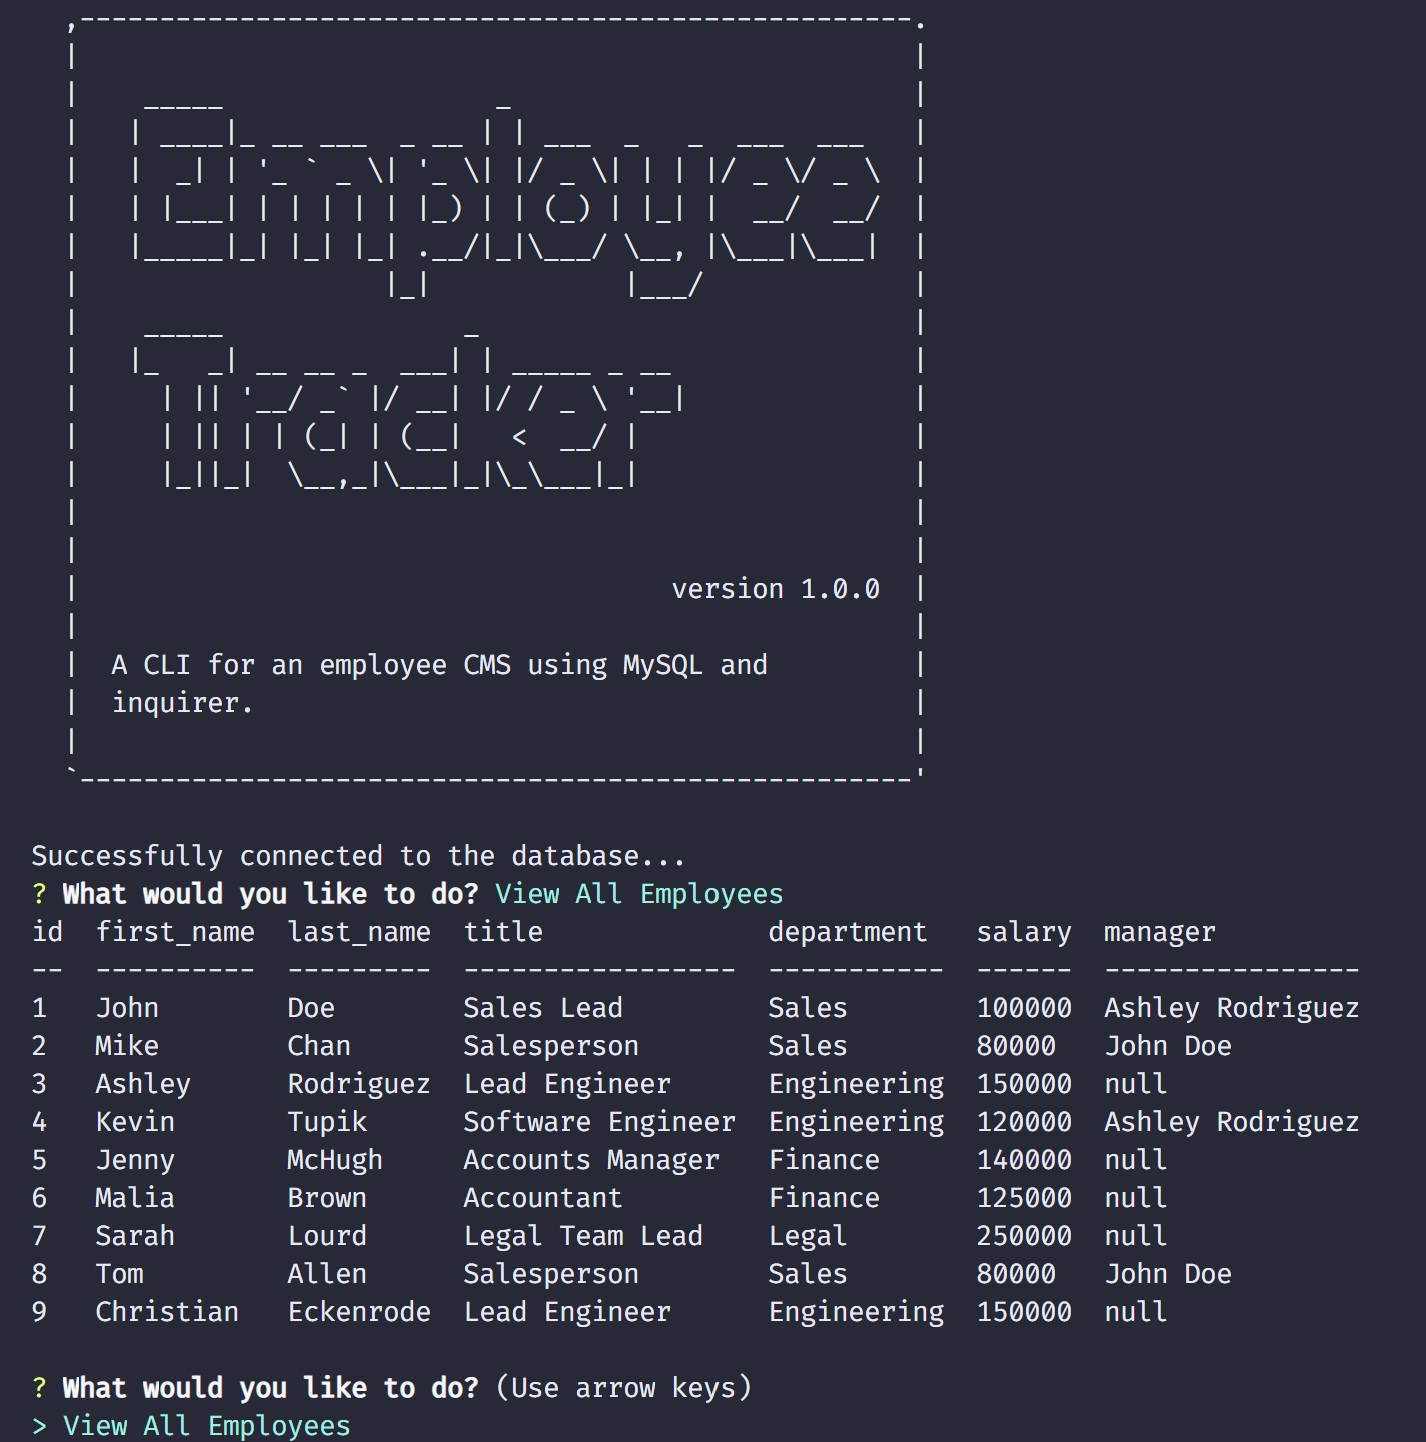 Employee
Tracker
version 1.0.0
A CLI for an employee CMS using MySQL and
inquirer.
Successfully connected to the database...
? What would you like to do? View All Employees
id  first_name  last_name  title              department   salary  manager
--  ----------  ---------  -----------------  -----------  ------  ----------------
1   John        Doe        Sales Lead         Sales        100000  Ashley Rodriguez
2   Mike        Chan       Salesperson        Sales        80000   John Doe
3   Ashley      Rodriguez  Lead Engineer      Engineering  150000  null
4   Kevin       Tupik      Software Engineer  Engineering  120000  Ashley Rodriguez
5   Jenny       McHugh     Accounts Manager   Finance      140000  null
6   Malia       Brown      Accountant         Finance      125000  null
7   Sarah       Lourd      Legal Team Lead    Legal        250000  null
8   Tom         Allen      Salesperson        Sales        80000   John Doe
9   Christian   Eckenrode  Lead Engineer      Engineering  150000  null
? What would you like to do? (Use arrow keys)
> View All Employees